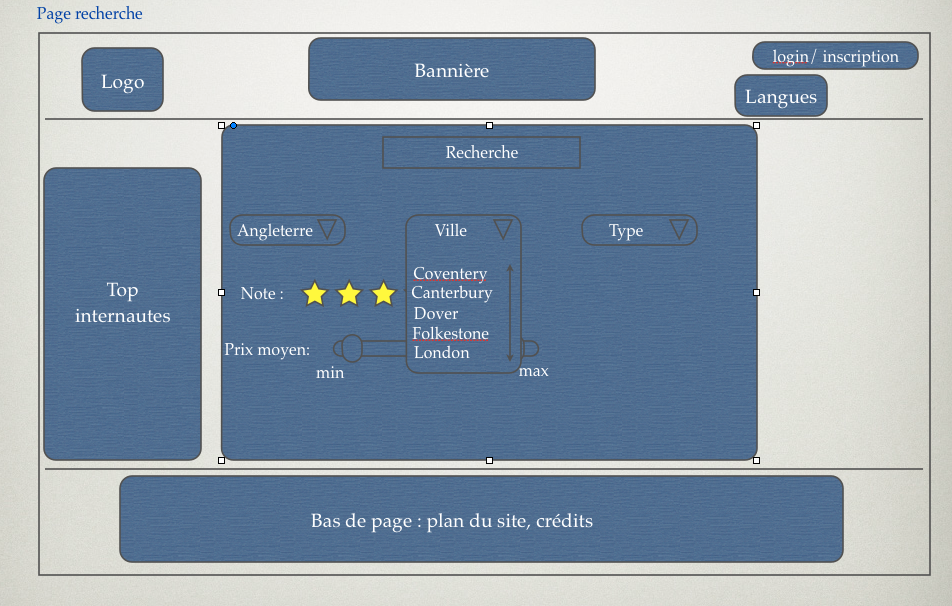 Page recherche
Logo
Bannière
login/ inscription
Langues
Recherche
Angleterre
Ville
Type
Coventery
Canterbury
Dover
Folkestone
London
Note :
Prix moyen:
min
max
Top
internautes
Bas de page : plan du site, crédits